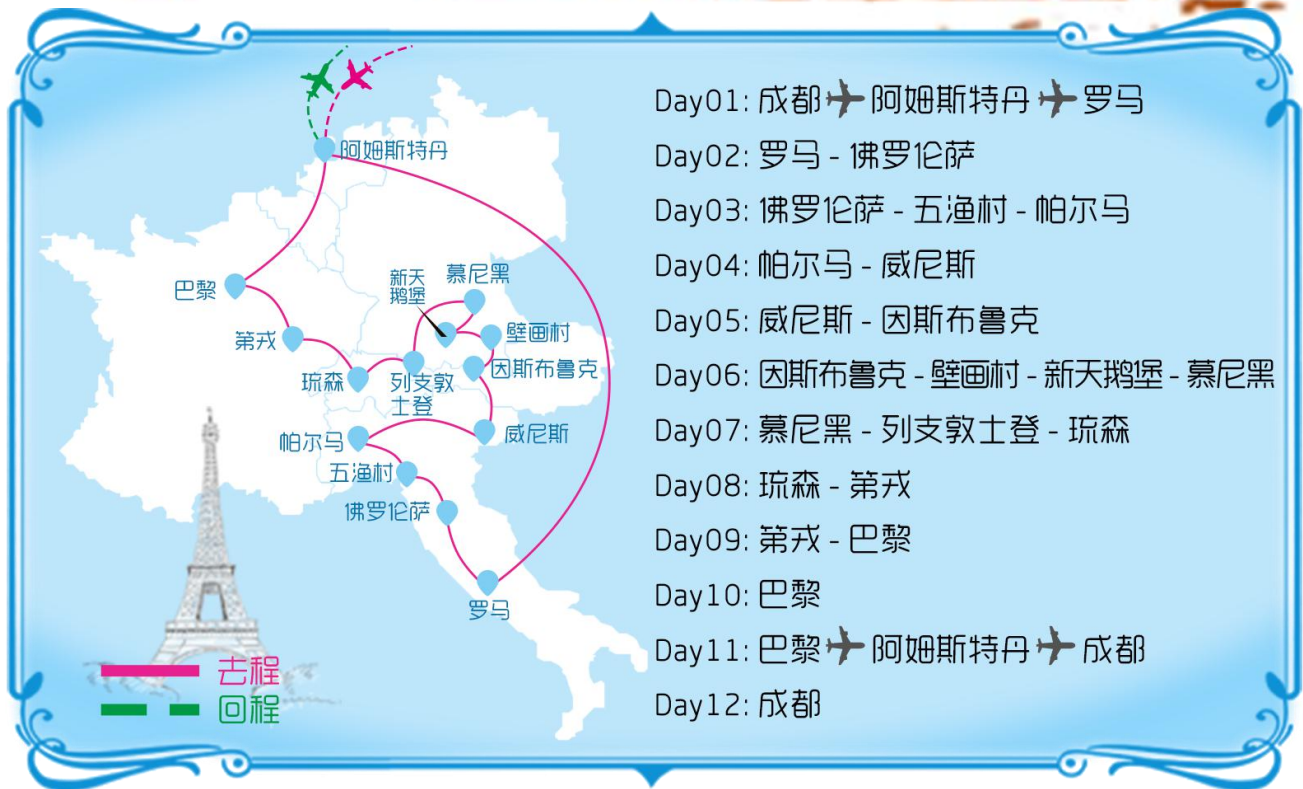 阿姆斯特丹
巴黎
第戎
琉森
列支敦
士登
新天
鹅堡
慕尼黑
壁画村
因斯布鲁克
威尼斯
帕尔马
五渔村
佛罗伦萨
罗马
去程
回程
Day01: 成都 阿姆斯特丹 罗马
Day02: 罗马 - 佛罗伦萨
Day03: 佛罗伦萨 - 五渔村 - 帕尔马
Day04: 帕尔马 - 威尼斯
Day05: 威尼斯 - 因斯布鲁克
Day06: 因斯布鲁克 - 壁画村 - 新天鹅堡 - 慕尼黑
Day07: 慕尼黑 - 列支敦士登 - 琉森
Day08: 琉森 - 第戎
Day09: 第戎 - 巴黎
Day10: 巴黎
Day11: 巴黎 阿姆斯特丹 成都
Day12: 成都